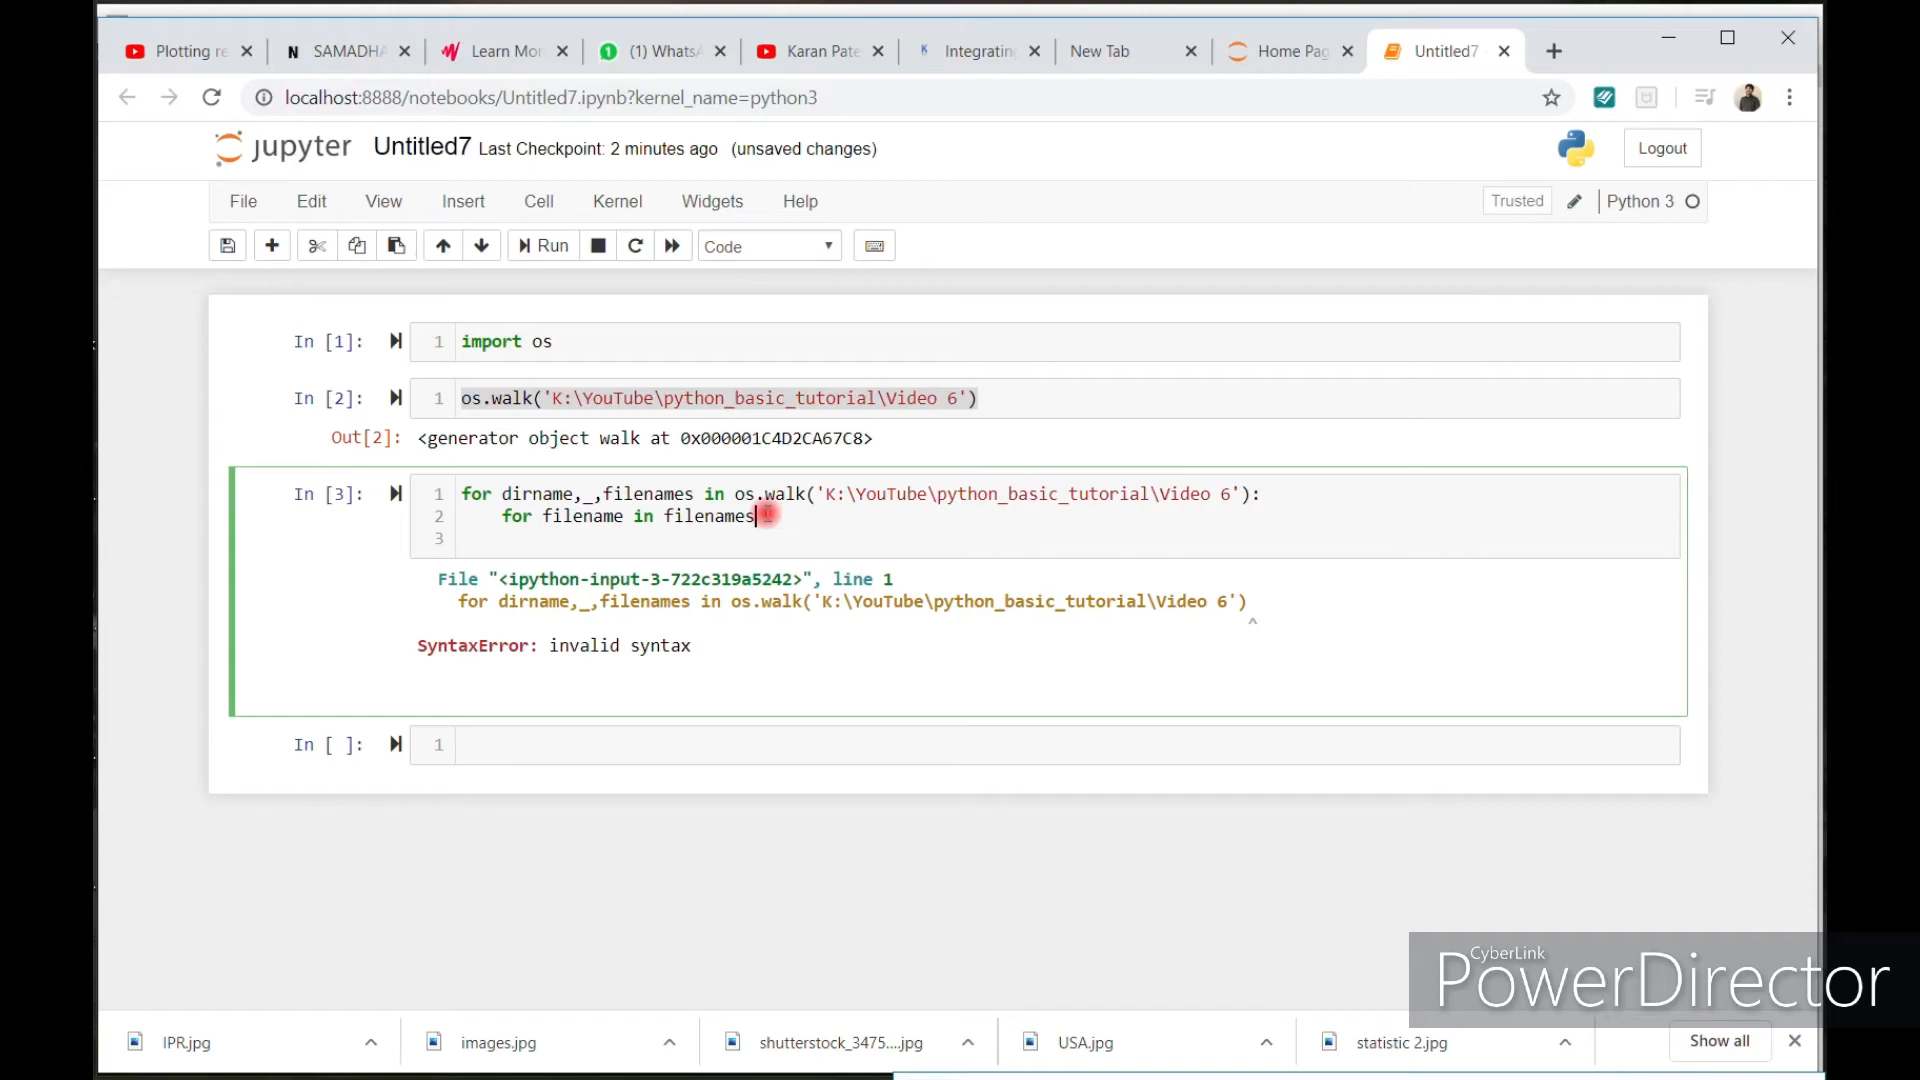 Plotting re
N SAMADHA
Learn Mo
(1) Whats
Karan Pate
Integrating
New Tab
Home Pag
Untitled7
localhost:8888/notebooks/Untitled7.ipynb?kernel_name=python3
jupyter Untitled7 Last Checkpoint: 2 minutes ago (unsaved changes)
Logout
File Edit View Insert Cell Kernel Widgets Help
Trusted Python 3
Run Code
In [1]: 1 import os
In [2]: 1 os.walk('K:\YouTube\python_basic_tutorial\Video 6')
Out[2]: <generator object walk at 0x000001C4D2CA67C8>
In [3]: 1 for dirname,_,filenames in os.walk('K:\YouTube\python_basic_tutorial\Video 6'):
2 for filename in filenames
3
File "<ipython-input-3-722c319a5242>", line 1
for dirname,_,filenames in os.walk('K:\YouTube\python_basic_tutorial\Video 6')
^
SyntaxError: invalid syntax
In [ ]: 1
CyberLink
PowerDirector
IPR.jpg
images.jpg
shutterstock_3475....jpg
USA.jpg
statistic 2.jpg
Show all